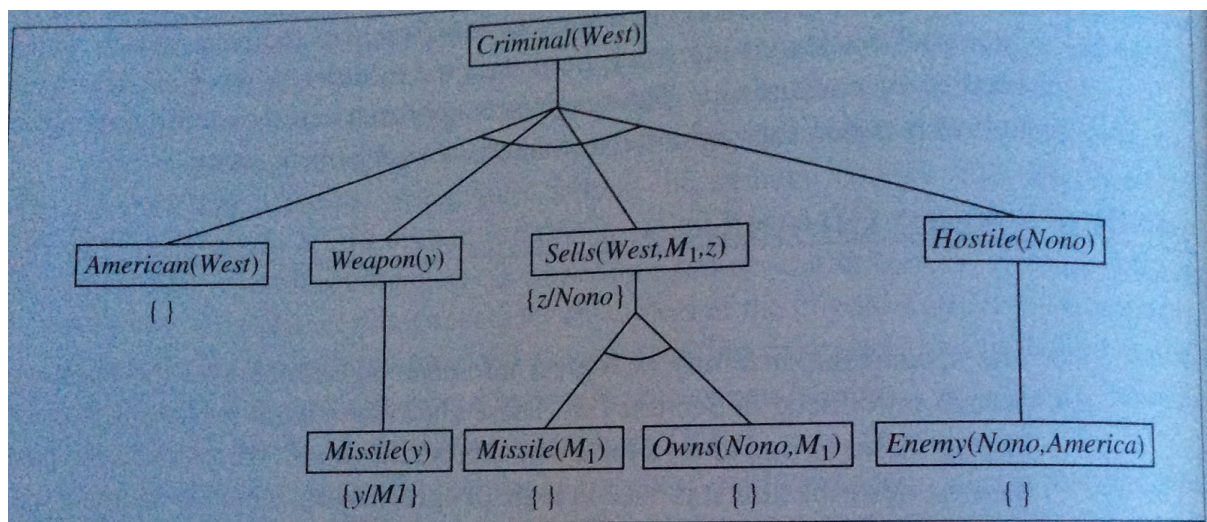 Criminal(West)
American(West)
Weapon(y)
Sells(West,M₁,z)
Hostile(Nono)
{ }
{z/Nono}
Missile(y)
Missile(M₁)
Owns(Nono,M₁)
Enemy(Nono,America)
{y/M1}
{ }
{ }
{ }